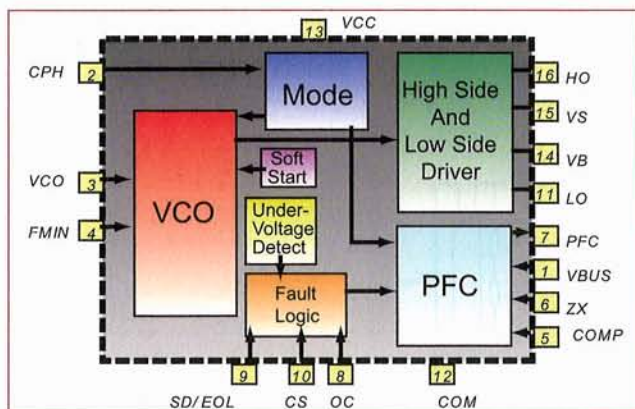 13 VCC
CPH 2
Mode
High Side
And
Low Side
Driver
16 HO
15 VS
14 VB
11 LO
VCO 3
FMIN 4
VCO
Soft
Start
Under-
Voltage
Detect
Fault
Logic
PFC
7 PFC
1 VBUS
6 ZX
5 COMP
9 10 8 12
SD/EOL CS OC COM